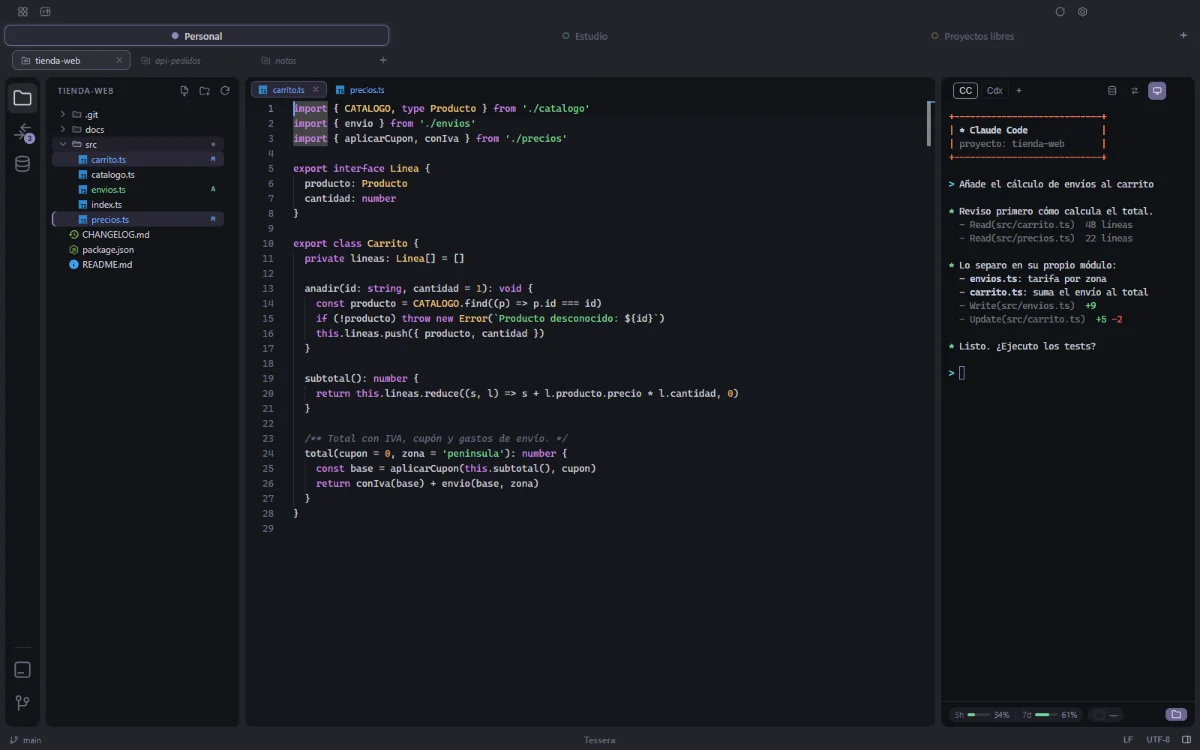 Personal
Estudio
Proyectos libres
tienda-web
api-pedidos
notas
TIENDA-WEB
.git
docs
src
carrito.ts M
catalogo.ts
envios.ts A
index.ts
precios.ts M
CHANGELOG.md
package.json
README.md
3
carrito.ts
precios.ts
1 import { CATALOGO, type Producto } from './catalogo'
2 import { envio } from './envios'
3 import { aplicarCupon, conIva } from './precios'
4
5 export interface Linea {
6 producto: Producto
7 cantidad: number
8 }
9
10 export class Carrito {
11 private lineas: Linea[] = []
12
13 anadir(id: string, cantidad = 1): void {
14 const producto = CATALOGO.find((p) => p.id === id)
15 if (!producto) throw new Error(`Producto desconocido: ${id}`)
16 this.lineas.push({ producto, cantidad })
17 }
18
19 subtotal(): number {
20 return this.lineas.reduce((s, l) => s + l.producto.precio * l.cantidad, 0)
21 }
22
23 /** Total con IVA, cupón y gastos de envío. */
24 total(cupon = 0, zona = 'peninsula'): number {
25 const base = aplicarCupon(this.subtotal(), cupon)
26 return conIva(base) + envio(base, zona)
27 }
28 }
29
CC
Cdx
+
* Claude Code
proyecto: tienda-web
> Añade el cálculo de envíos al carrito
* Reviso primero cómo calcula el total.
– Read(src/carrito.ts) 48 líneas
– Read(src/precios.ts) 22 líneas
* Lo separo en su propio módulo:
– envios.ts: tarifa por zona
– carrito.ts: suma el envío al total
– Write(src/envios.ts) +9
– Update(src/carrito.ts) +5 −2
* Listo. ¿Ejecuto los tests?
>
5h 34% 7d 61% —
main
Tessera
LF
UTF-8